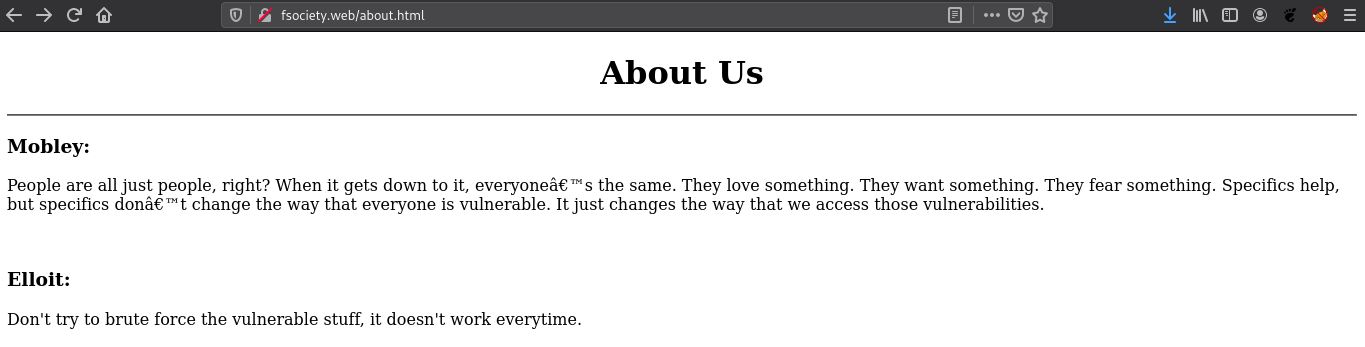 fsociety.web/about.html
About Us
Mobley:
People are all just people, right? When it gets down to it, everyoneâ€™s the same. They love something. They want something. They fear something. Specifics help,
but specifics donâ€™t change the way that everyone is vulnerable. It just changes the way that we access those vulnerabilities.
Elloit:
Don't try to brute force the vulnerable stuff, it doesn't work everytime.